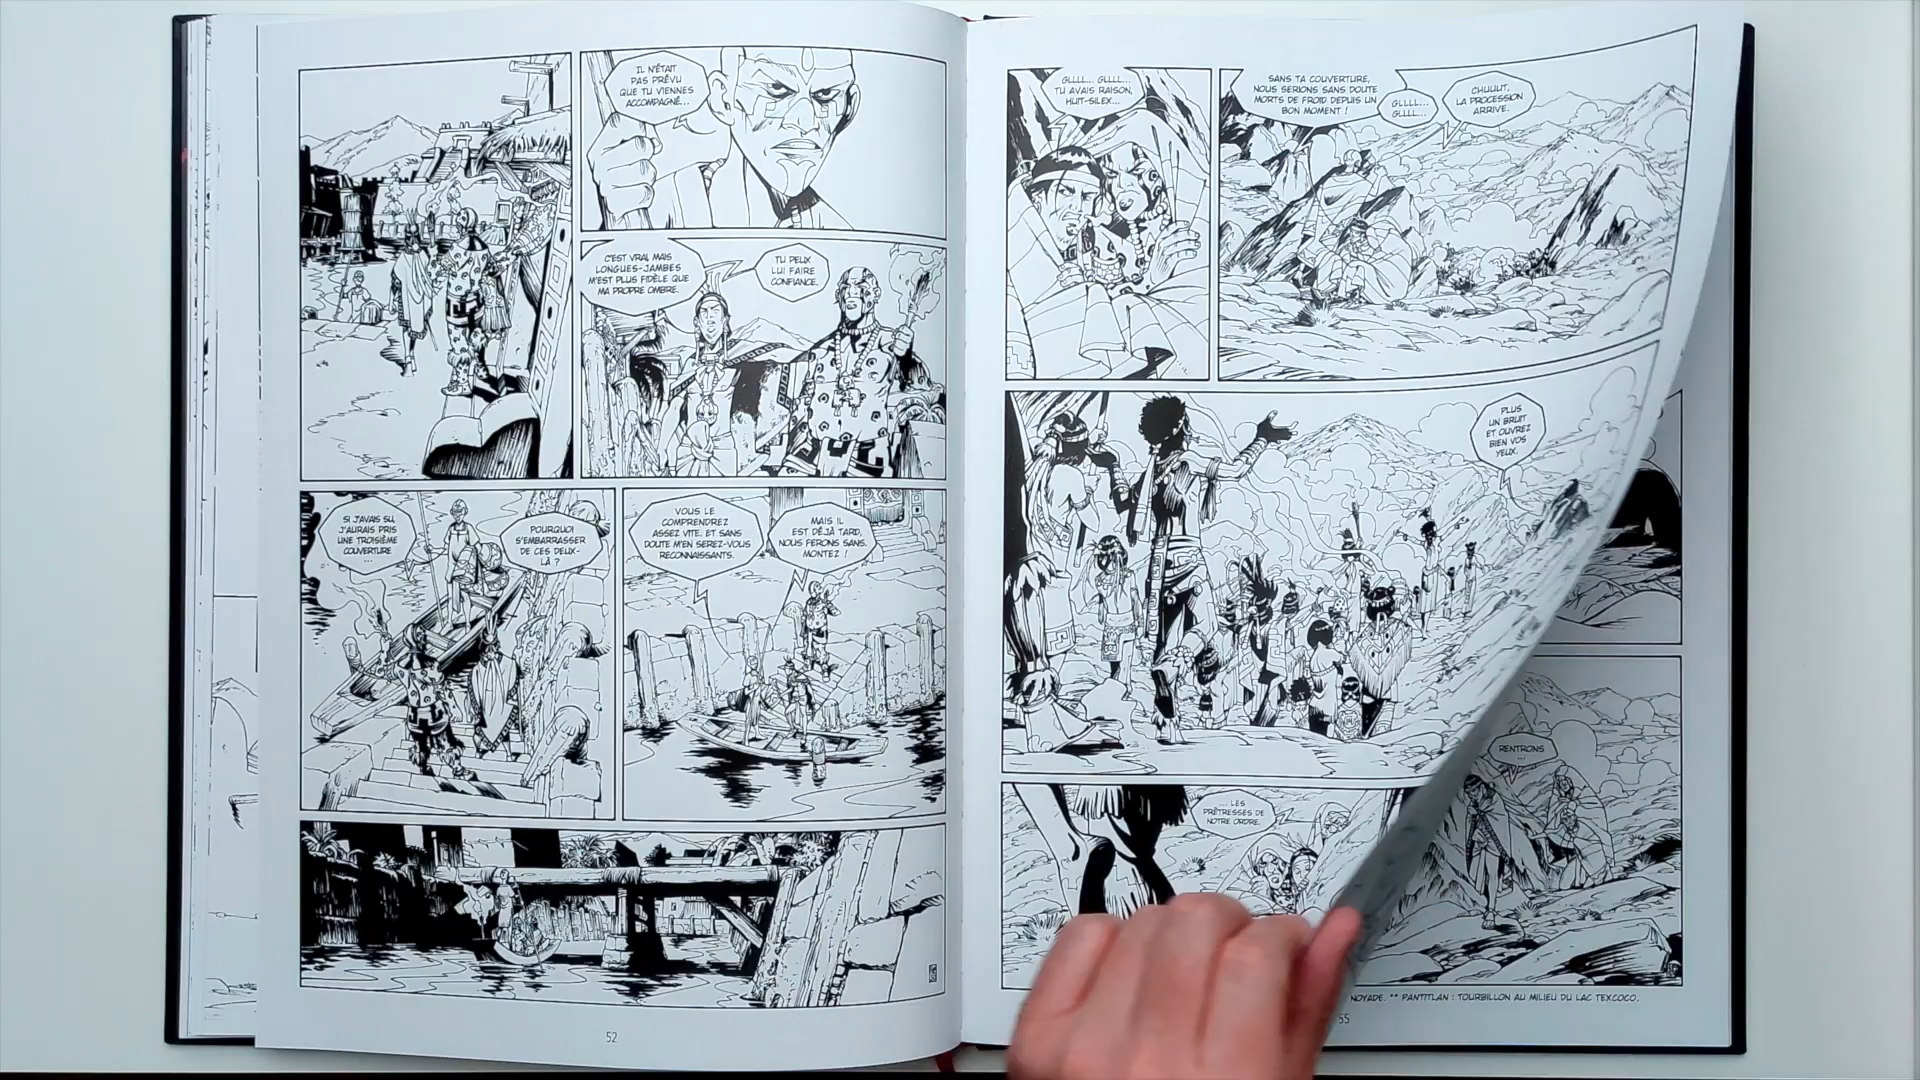 IL N'ÉTAIT
PAS PRÉVU
QUE TU VIENNES
ACCOMPAGNÉ...
C'EST VRAI, MAIS
LONGUES-JAMBES
M'EST PLUS FIDÈLE QUE
MA PROPRE OMBRE.
TU PEUX
LUI FAIRE
CONFIANCE.
SI J'AVAIS SU,
J'AURAIS PRIS
UNE TROISIÈME
COUVERTURE
...
POURQUOI
S'EMBARRASSER
DE CES DEUX-
LÀ ?
VOUS LE
COMPRENDREZ
ASSEZ VITE. ET SANS
DOUTE M'EN SEREZ-VOUS
RECONNAISSANTS.
MAIS IL
EST DÉJÀ TARD,
NOUS FERONS SANS.
MONTEZ !
52
GLLLL... GLLLL...
TU AVAIS RAISON,
HUIT-SILEX...
SANS TA COUVERTURE,
NOUS SERIONS SANS DOUTE
MORTS DE FROID DEPUIS UN
BON MOMENT !
GLLLL...
GLLLL...
CHUUUT,
LA PROCESSION
ARRIVE.
PLUS
UN BRUIT
ET OUVREZ
BIEN VOS
YEUX.
... LES
PRÊTRESSES DE
NOTRE ORDRE.
RENTRONS
...
NOYADE. ** PANTITLAN : TOURBILLON AU MILIEU DU LAC TEXCOCO.
55